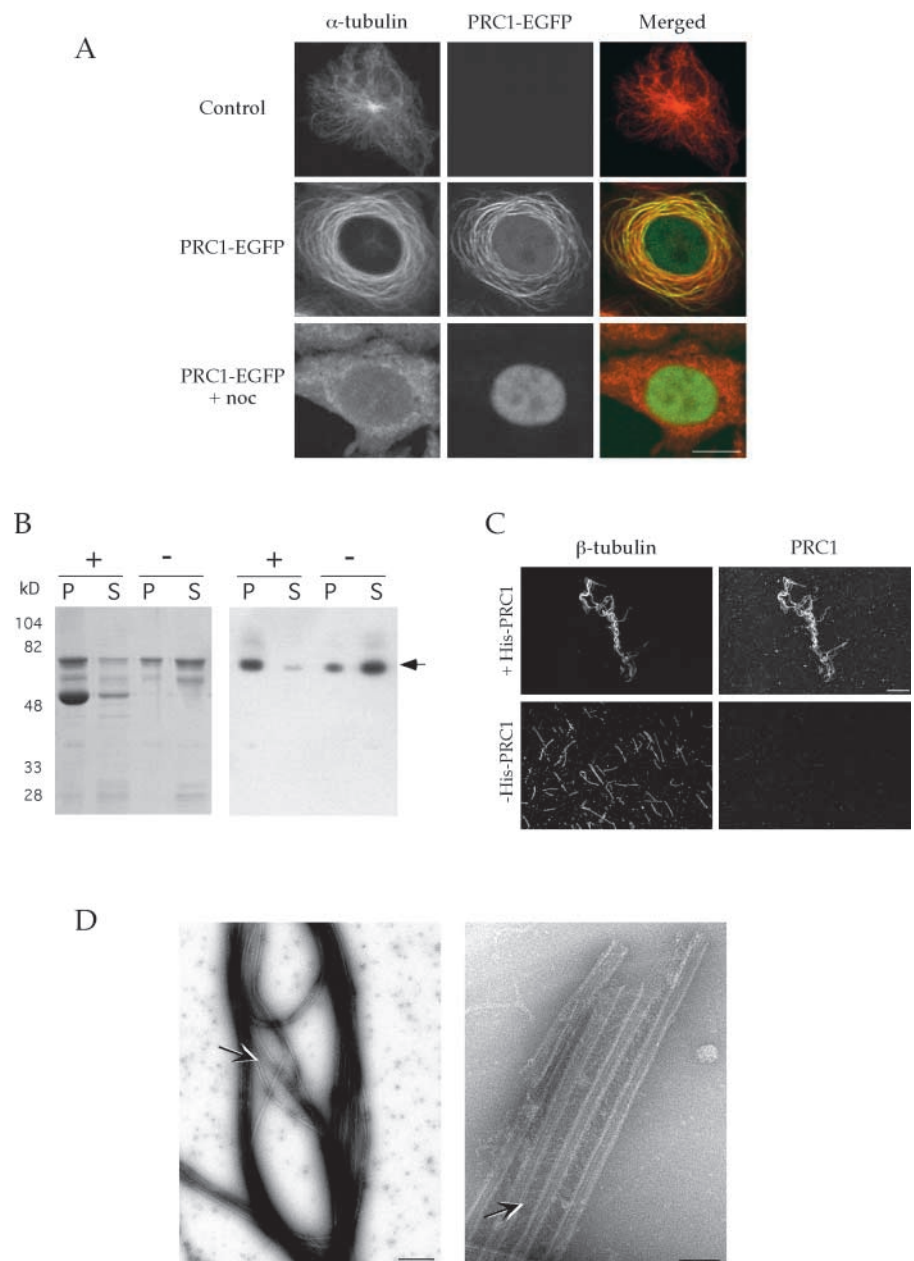 A
α-tubulin PRC1-EGFP Merged
Control
PRC1-EGFP
PRC1-EGFP
+ noc
B
+ - + -
kD P S P S P S P S
104
82
48
33
28
C
β-tubulin PRC1
+ His-PRC1
-His-PRC1
D